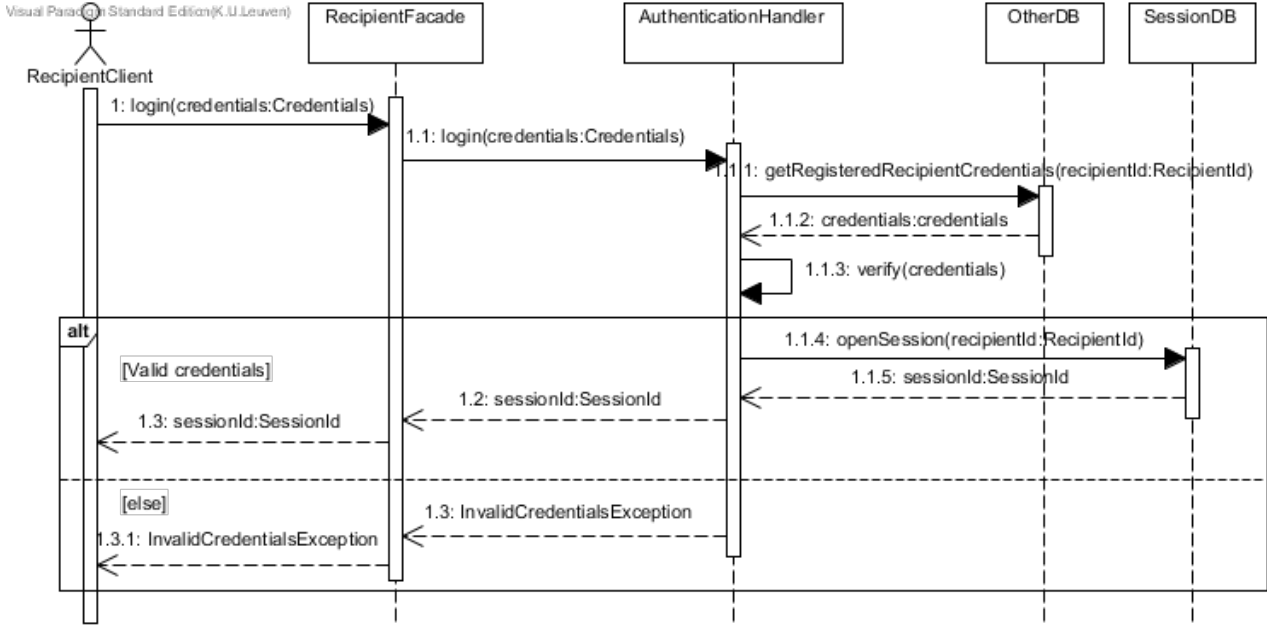 Visual Paradigm Standard Edition(K.U.Leuven)
RecipientFacade
AuthenticationHandler
OtherDB
SessionDB
RecipientClient
1: login(credentials:Credentials)
1.1: login(credentials:Credentials)
1.1.1: getRegisteredRecipientCredentials(recipientId:RecipientId)
1.1.2: credentials:credentials
1.1.3: verify(credentials)
alt
1.1.4: openSession(recipientId:RecipientId)
[Valid credentials]
1.1.5: sessionId:SessionId
1.2: sessionId:SessionId
1.3: sessionId:SessionId
[else]
1.3: InvalidCredentialsException
1.3.1: InvalidCredentialsException